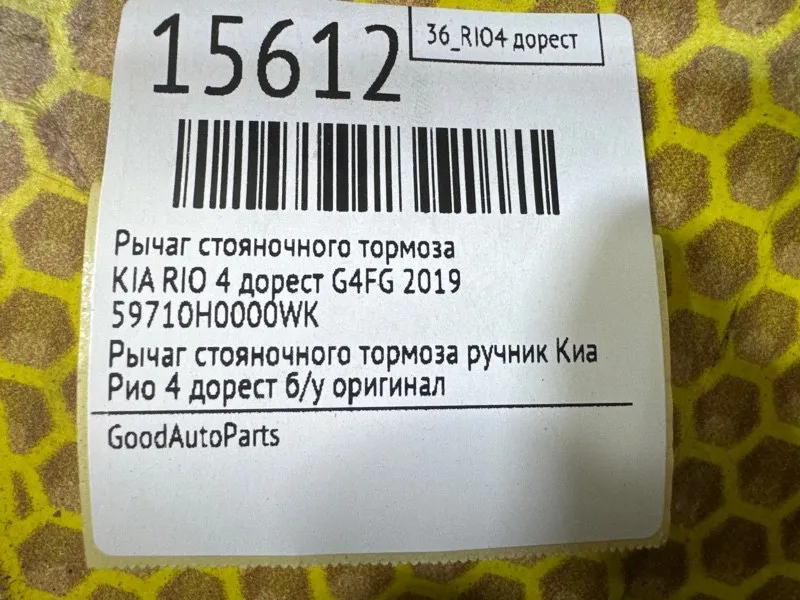 15612
36_RIO4 дорест
Рычаг стояночного тормоза
KIA RIO 4 дорест G4FG 2019
59710H0000WK
Рычаг стояночного тормоза ручник Киа
Рио 4 дорест б/у оригинал
GoodAutoParts